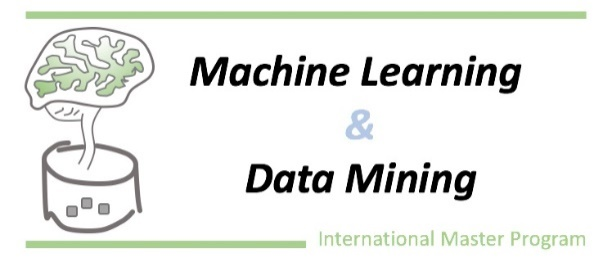 Machine Learning
&
Data Mining
International Master Program